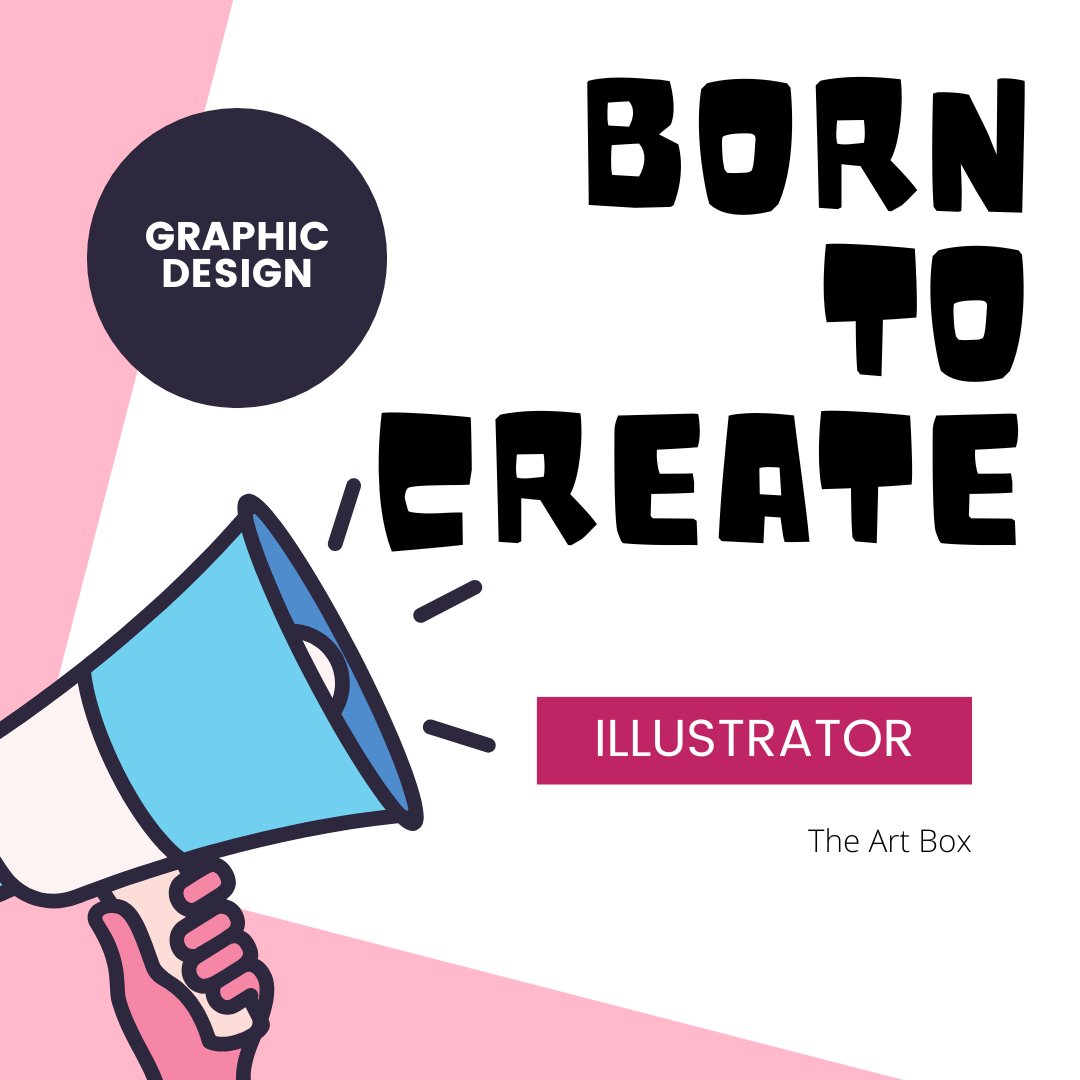 GRAPHIC
DESIGN
BORN
TO
CREATE
ILLUSTRATOR
The Art Box